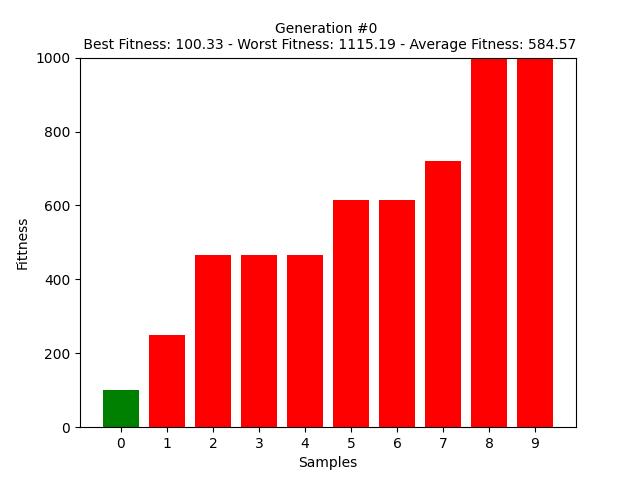 Generation #0
Best Fitness: 100.33 - Worst Fitness: 1115.19 - Average Fitness: 584.57
1000
800
600
400
200
0
Fittness
0 1 2 3 4 5 6 7 8 9
Samples